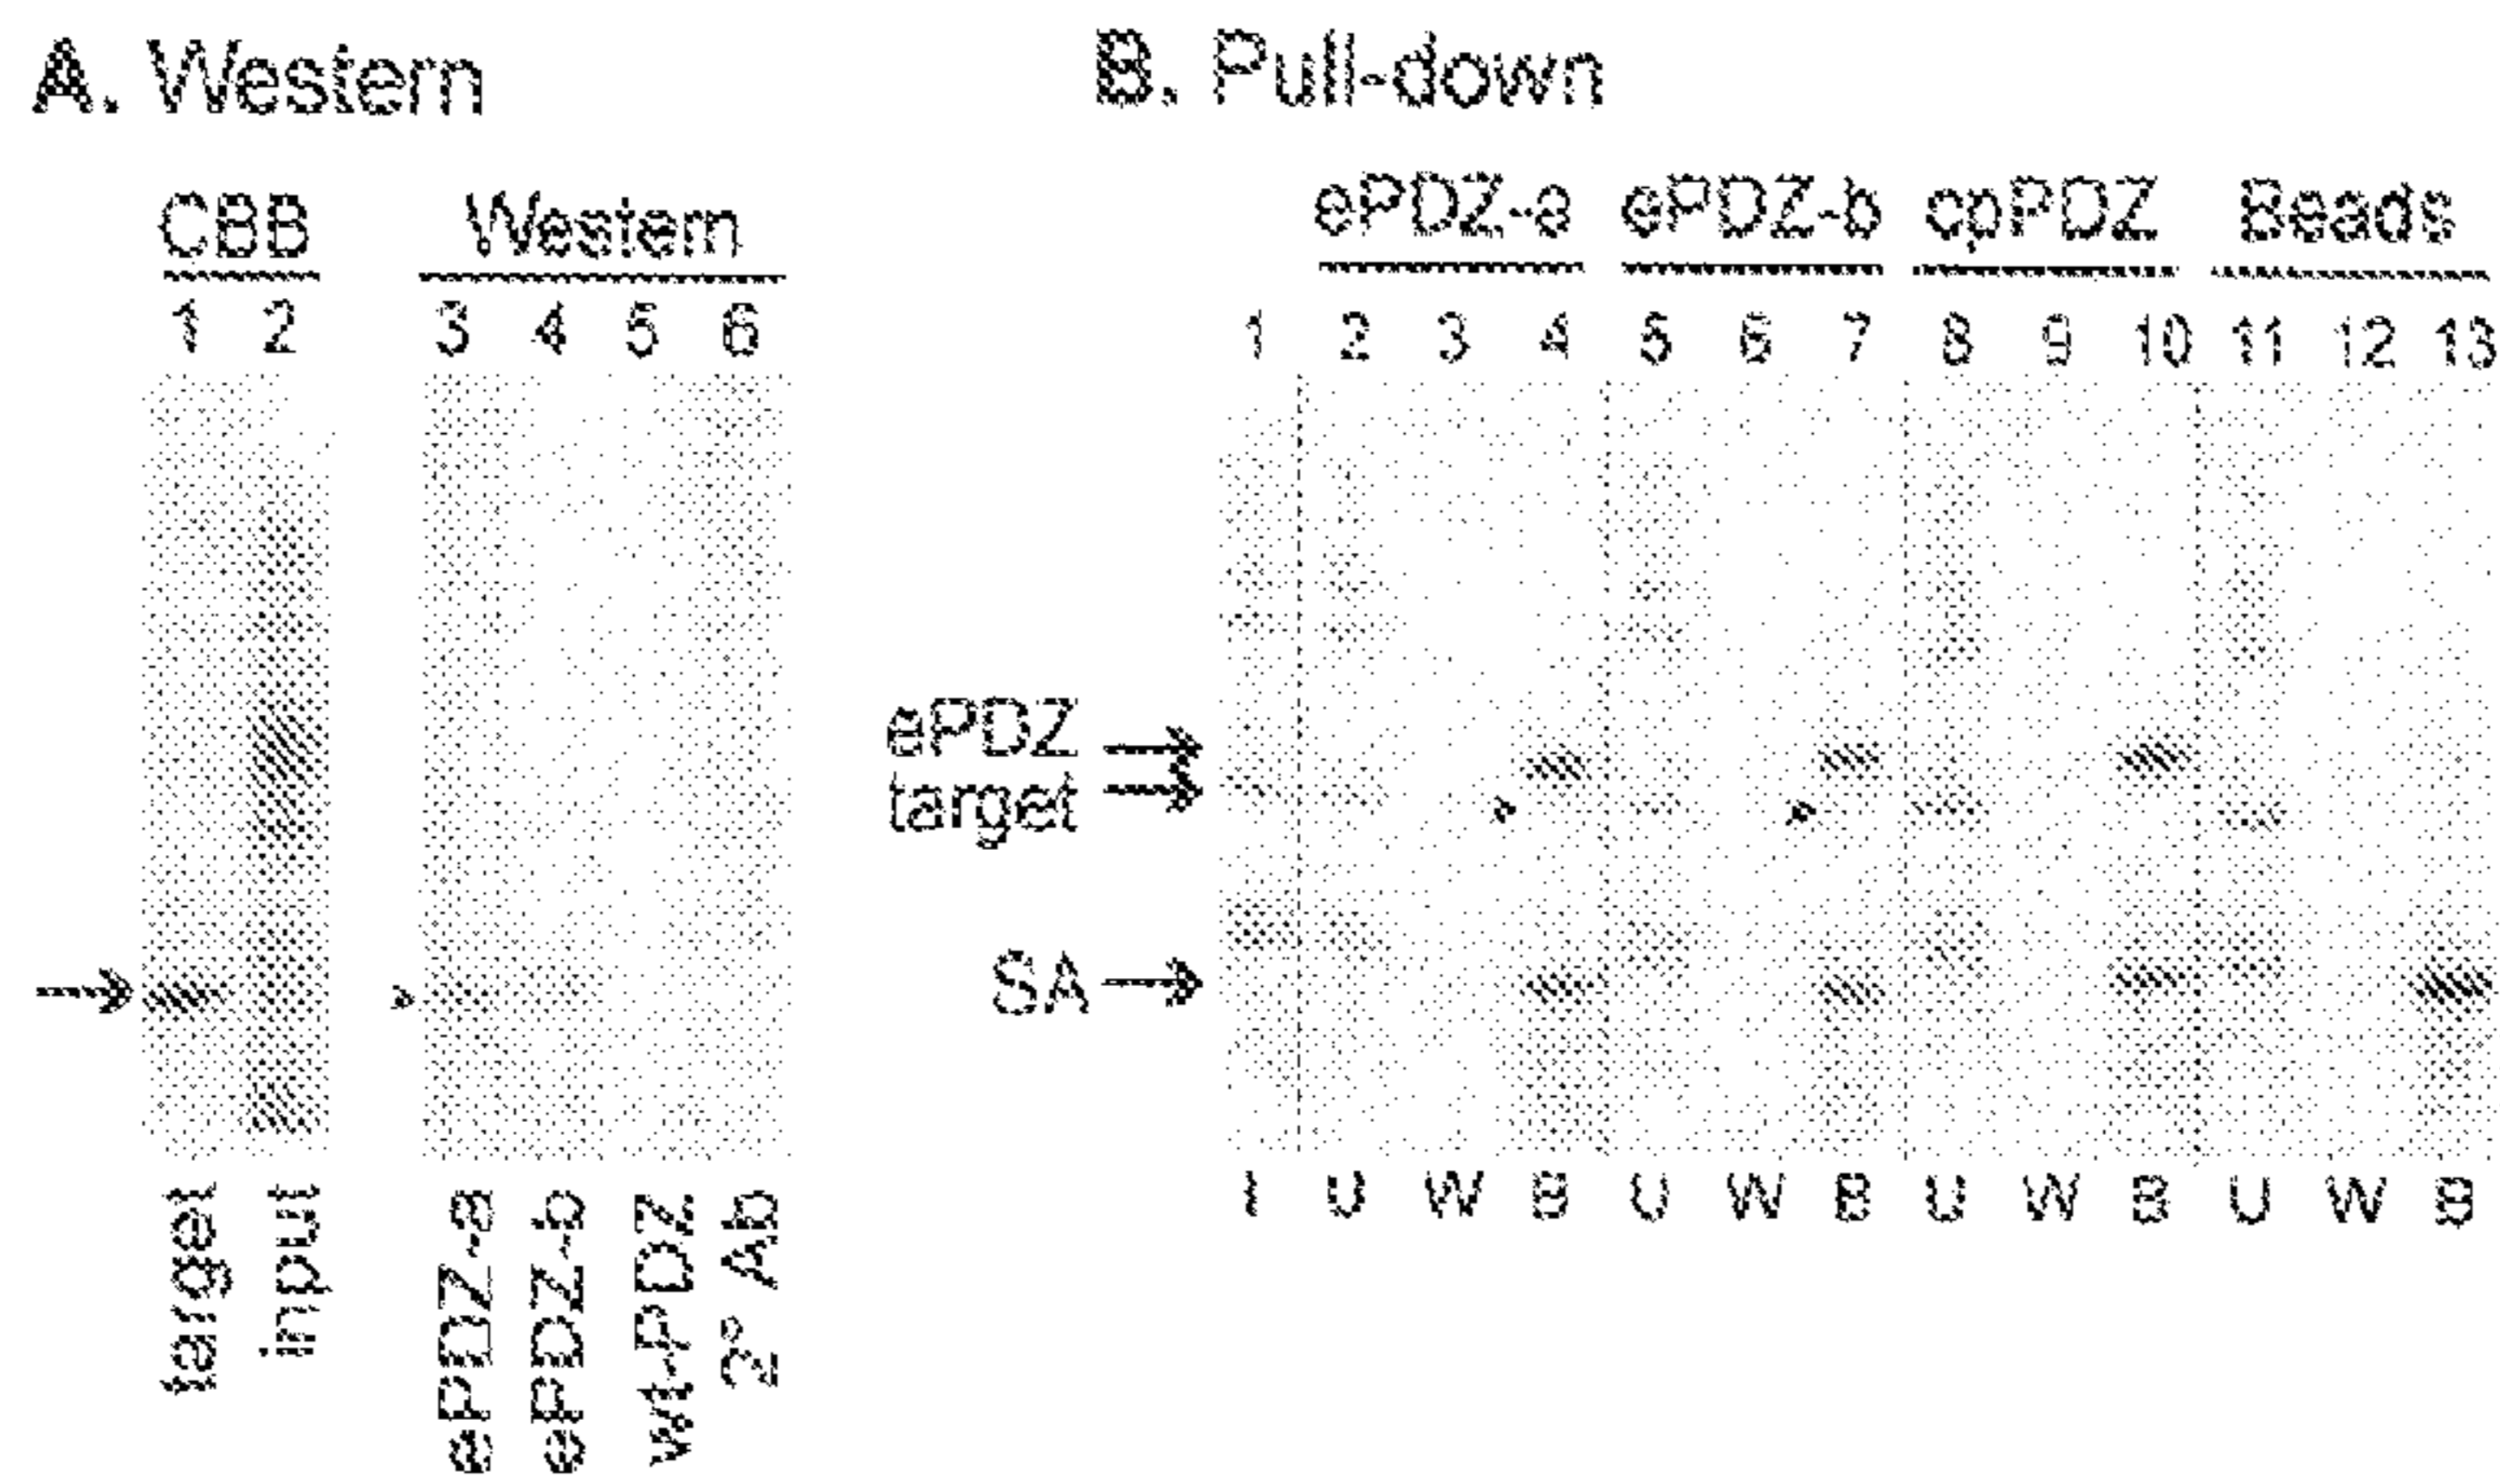 A. Western
CBB Western
1 2 3 4 5 6
target
input
ePDZ-a
ePDZ-b
wt-PDZ
2° Ab
B. Pull-down
ePDZ-a ePDZ-b cpPDZ Beads
1 2 3 4 5 6 7 8 9 10 11 12 13
ePDZ
target
SA
I U W B U W B U W B U W B